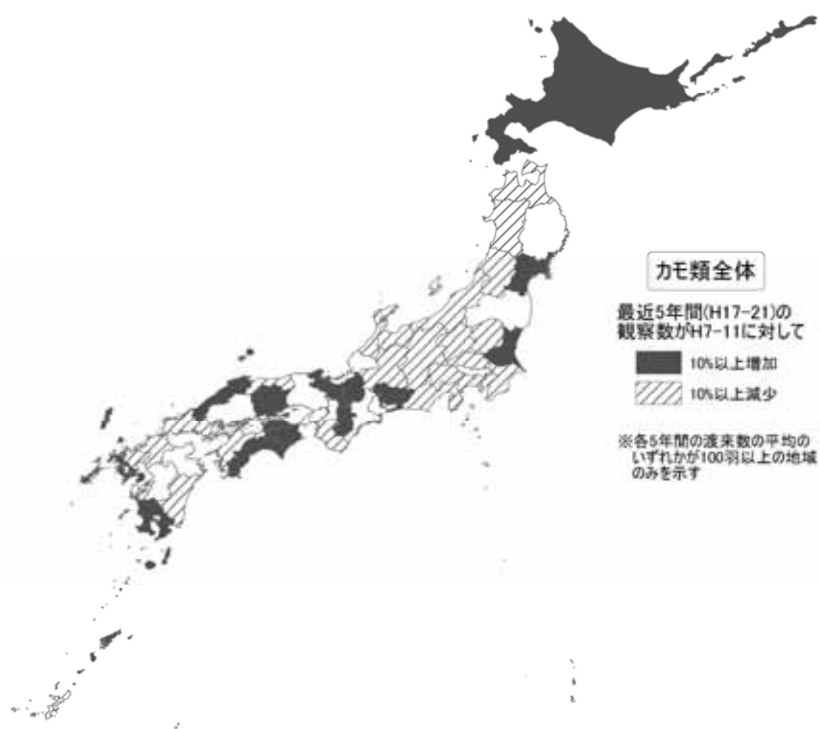 カモ類全体
最近5年間(H17-21)の
観察数がH7-11に対して
10%以上増加
10%以上減少
※各5年間の渡来数の平均の
いずれかが100羽以上の地域
のみを示す